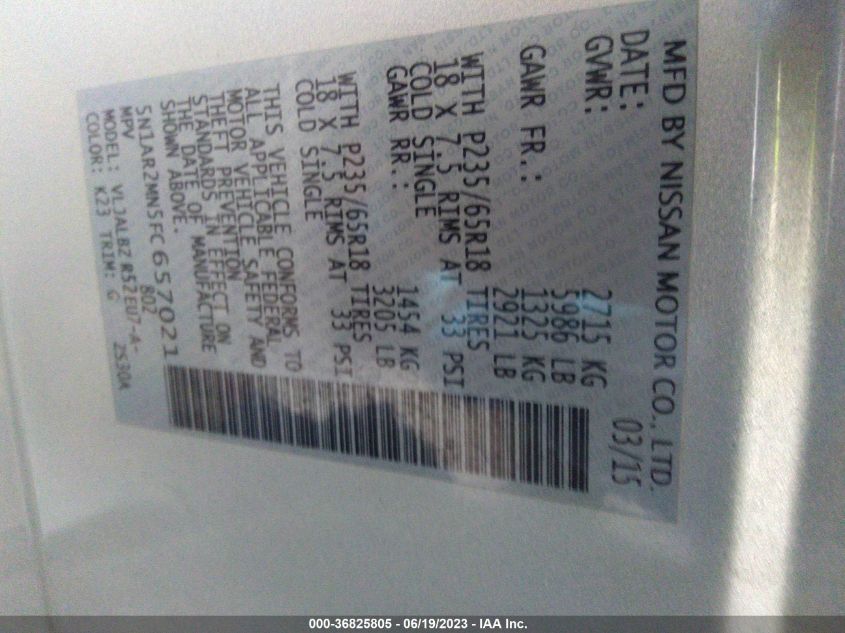 MFD BY NISSAN MOTOR CO., LTD.
DATE: 03/15
GVWR: 2715 KG
5986 LB
GAWR FR.: 1325 KG
2921 LB
WITH P235/65R18 TIRES
18 X 7.5 RIMS AT 33 PSI
COLD SINGLE
GAWR RR.: 1454 KG
3205 LB
WITH P235/65R18 TIRES
18 X 7.5 RIMS AT 33 PSI
COLD SINGLE
THIS VEHICLE CONFORMS TO
ALL APPLICABLE FEDERAL
MOTOR VEHICLE SAFETY AND
THEFT PREVENTION
STANDARDS IN EFFECT ON
THE DATE OF MANUFACTURE
SHOWN ABOVE.
5N1AR2MN5FC657021
MPV 802
MODEL: VLJALBZ R52EU7-A-
COLOR: K23 TRIM: G 2530A
000-36825805 - 06/19/2023 - IAA Inc.